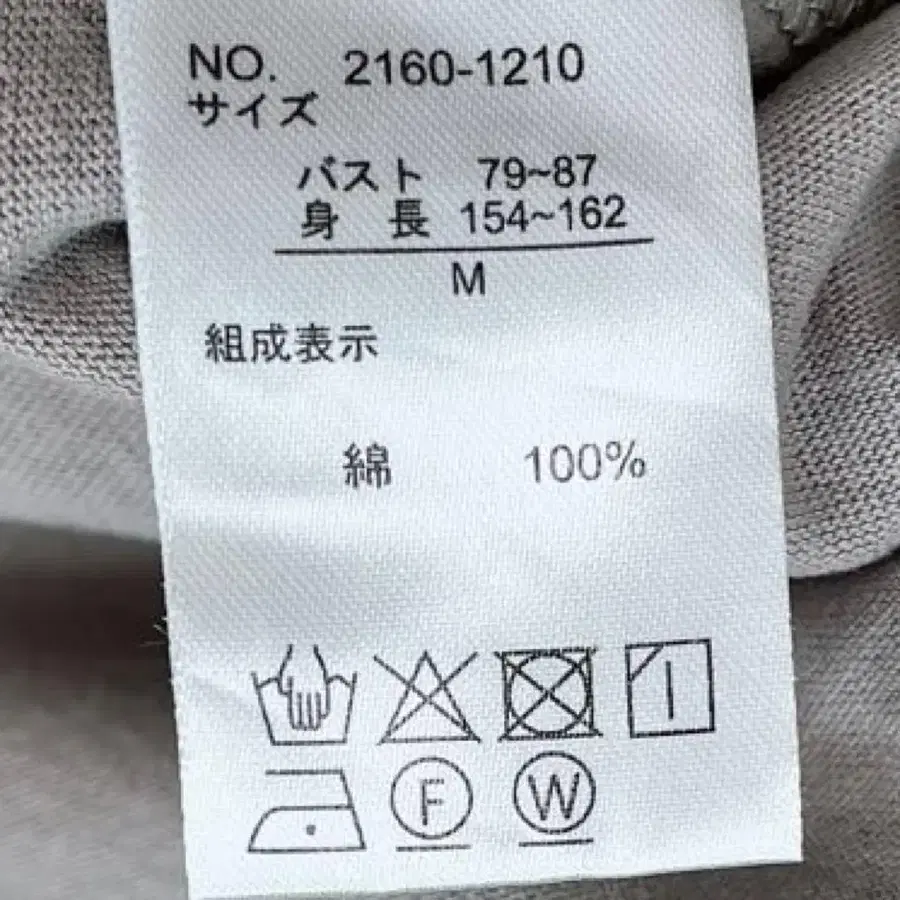 NO. 2160-1210
サイズ
バスト 79~87
身長 154~162
M
組成表示
綿 100%
F W